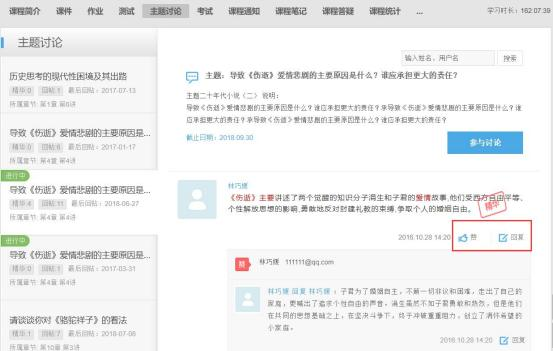 课程简介 课件 作业 测试 主题讨论 考试 课程通知 课程笔记 课程答疑 课程统计 ... 学习时长：162:07:39
主题讨论
历史思考的现代性困境及其出路
精华:0 回帖:1 最后回帖：2017-07-13
所属章节: 第1章 第6讲
导致《伤逝》爱情悲剧的主要原因是...
精华:0 回帖:1 最后回帖：2017-01-17
所属章节: 第4章 第4讲
进行中
导致《伤逝》爱情悲剧的主要原因是...
精华:4 回帖:11 最后回帖：2018-06-27
所属章节: 第4章 第4讲
进行中
导致《伤逝》爱情悲剧的主要原因是...
精华:0 回帖:1 最后回帖：2017-03-31
所属章节: 第4章 第4讲
请谈谈你对《骆驼祥子》的看法
精华:1 回帖:7 最后回帖：2018-07-06
所属章节: 第10章 第3讲
输入姓名，用户名 搜索
主题：导致《伤逝》爱情悲剧的主要原因是什么？谁应承担更大的责任？
主题二十年代小说（二） 说明：
导致《伤逝》爱情悲剧的主要原因是什么？谁应承担更大的责任？导致《伤逝》爱情悲剧的主要原因是什么？谁
应承担更大的责任？承导致《伤逝》爱情悲剧的主要原因是什么？谁应承担更大的责任？
截止日期：2018.09.30
参与讨论
林巧媛
《伤逝》主要讲述了两个觉醒的知识分子涓生和子君的爱情故事,他们受西方自由平等、
个性解放思想的影响,勇敢地反对封建礼教的束缚,争取个人的婚姻自由。
精华
2016.10.28 14:20 赞 回复
林巧媛 111111@qq.com
林巧媛 回复 林巧媛 ：子君为了婚姻自主，不顾一切非议和困难，走出了自己的
家庭，更喊出了追求个性自由的声音。涓生虽然不如子君勇敢和热烈，但是他们
在共同的思想基础之上，在坚决斗争下，终于冲破重重阻力，创立了满怀希望的
小家庭。
2016.10.28 14:20 回复